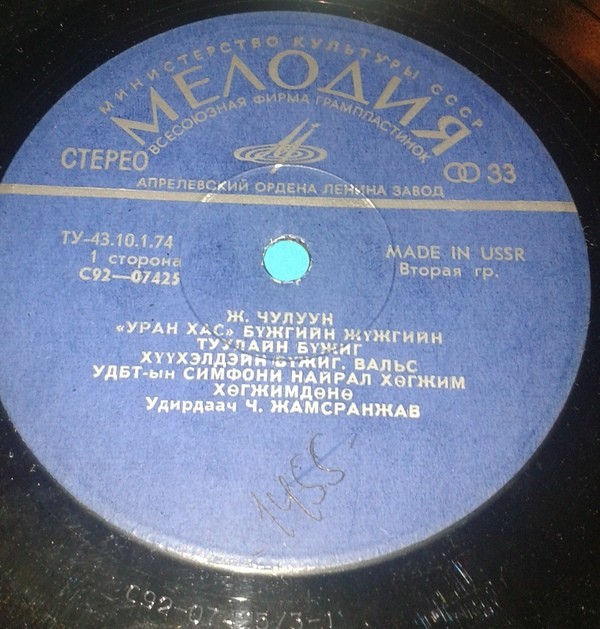 МИНИСТЕРСТВО КУЛЬТУРЫ СССР
МЕЛОДИЯ
ВСЕСОЮЗНАЯ ФИРМА ГРАМПЛАСТИНОК
СТЕРЕО
33
АПРЕЛЕВСКИЙ ОРДЕНА ЛЕНИНА ЗАВОД
ТУ-43.10.1.74
1 сторона
С92—07425
MADE IN USSR
Вторая гр.
Ж. ЧУЛУУН
«УРАН ХАС» БҮЖГИЙН ЖҮЖГИЙН
ТУУЛАЙН БҮЖИГ
ХҮҮХЭЛДЭЙН БҮЖИГ. ВАЛЬС
УДБТ-ын СИМФОНИ НАЙРАЛ ХӨГЖИМ
ХӨГЖИМДӨНӨ
Удирдаач Ч. ЖАМСРАНЖАВ